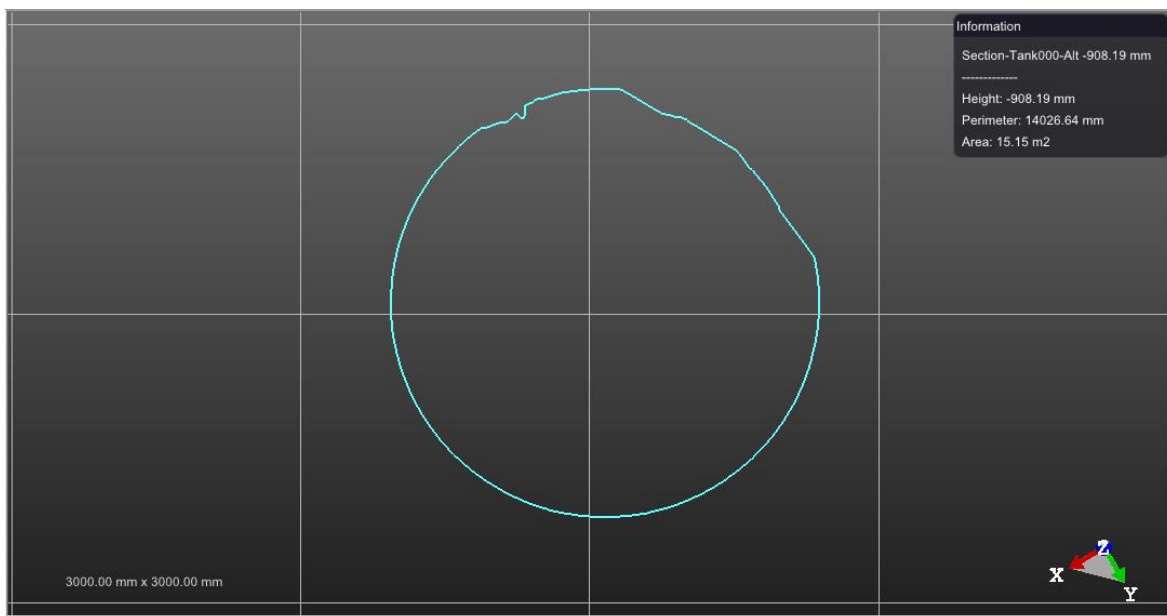 Information
Section-Tank000-Alt -908.19 mm
-------------
Height: -908.19 mm
Perimeter: 14026.64 mm
Area: 15.15 m2
3000.00 mm x 3000.00 mm
Z
X
Y